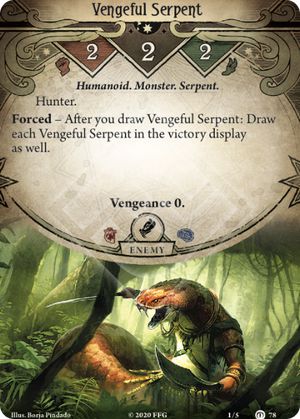 Vengeful Serpent
2 2 2
Humanoid. Monster. Serpent.
Hunter.
Forced – After you draw Vengeful Serpent: Draw
each Vengeful Serpent in the victory display
as well.
Vengeance 0.
ENEMY
Illus. Borja Pindado © 2020 FFG 1/5 78